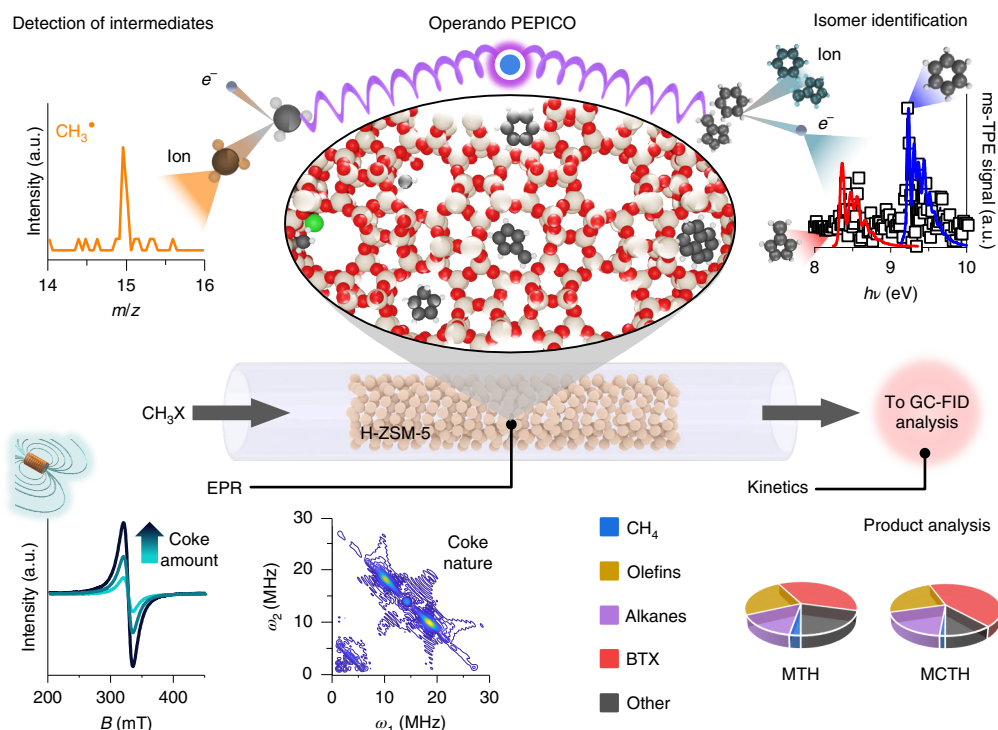 Detection of intermediates
Operando PEPICO
Isomer identification
e⁻
CH₃•
Ion
Intensity (a.u.)
14 15 16
m/z
Ion
e⁻
ms-TPE signal (a.u.)
8 9 10
hν (eV)
CH₃X
H-ZSM-5
To GC-FID
analysis
EPR
Kinetics
Coke
amount
Intensity (a.u.)
200 300 400
B (mT)
30
20
10
0
ω₂ (MHz)
Coke
nature
0 10 20 30
ω₁ (MHz)
CH₄
Olefins
Alkanes
BTX
Other
Product analysis
MTH
MCTH